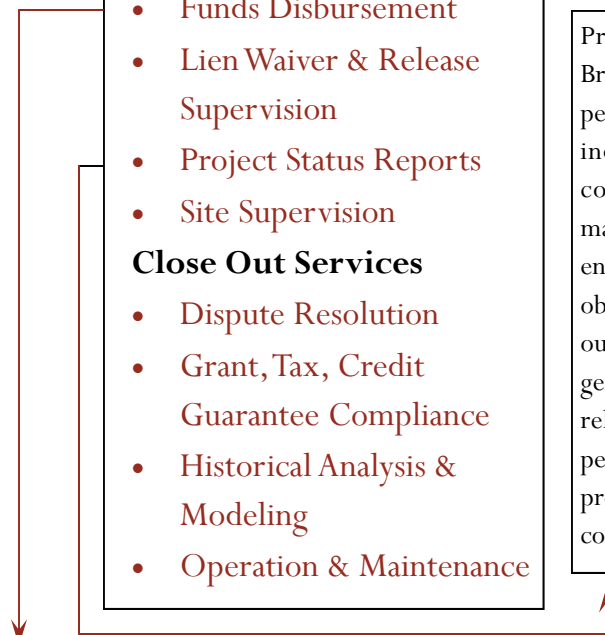 • Funds Disbursement
• Lien Waiver & Release
Supervision
• Project Status Reports
• Site Supervision
Close Out Services
• Dispute Resolution
• Grant, Tax, Credit
Guarantee Compliance
• Historical Analysis &
Modeling
• Operation & Maintenance